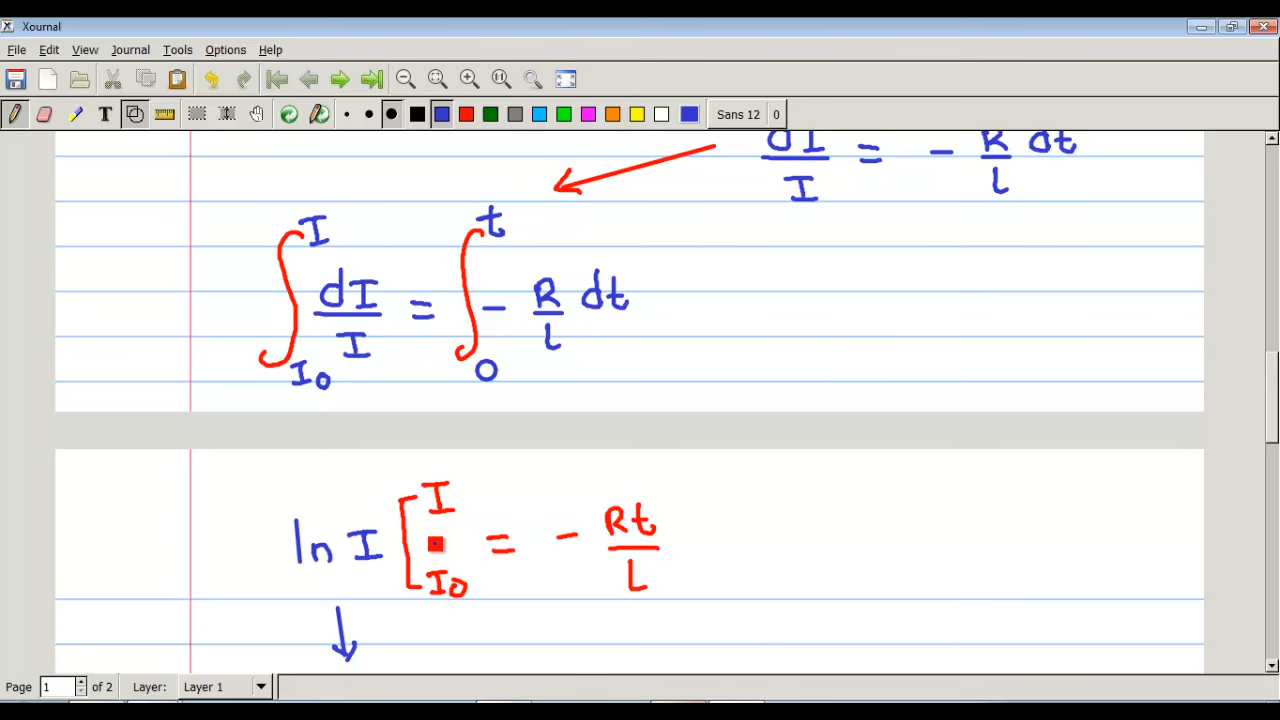 Xournal
File Edit View Journal Tools Options Help
Sans 12 0
dI/I = - R/L dt
∫_{I0}^{I} dI/I = ∫_{0}^{t} - R/L dt
ln I [_{I0}^{I} = - Rt/L
Page 1 of 2 Layer: Layer 1